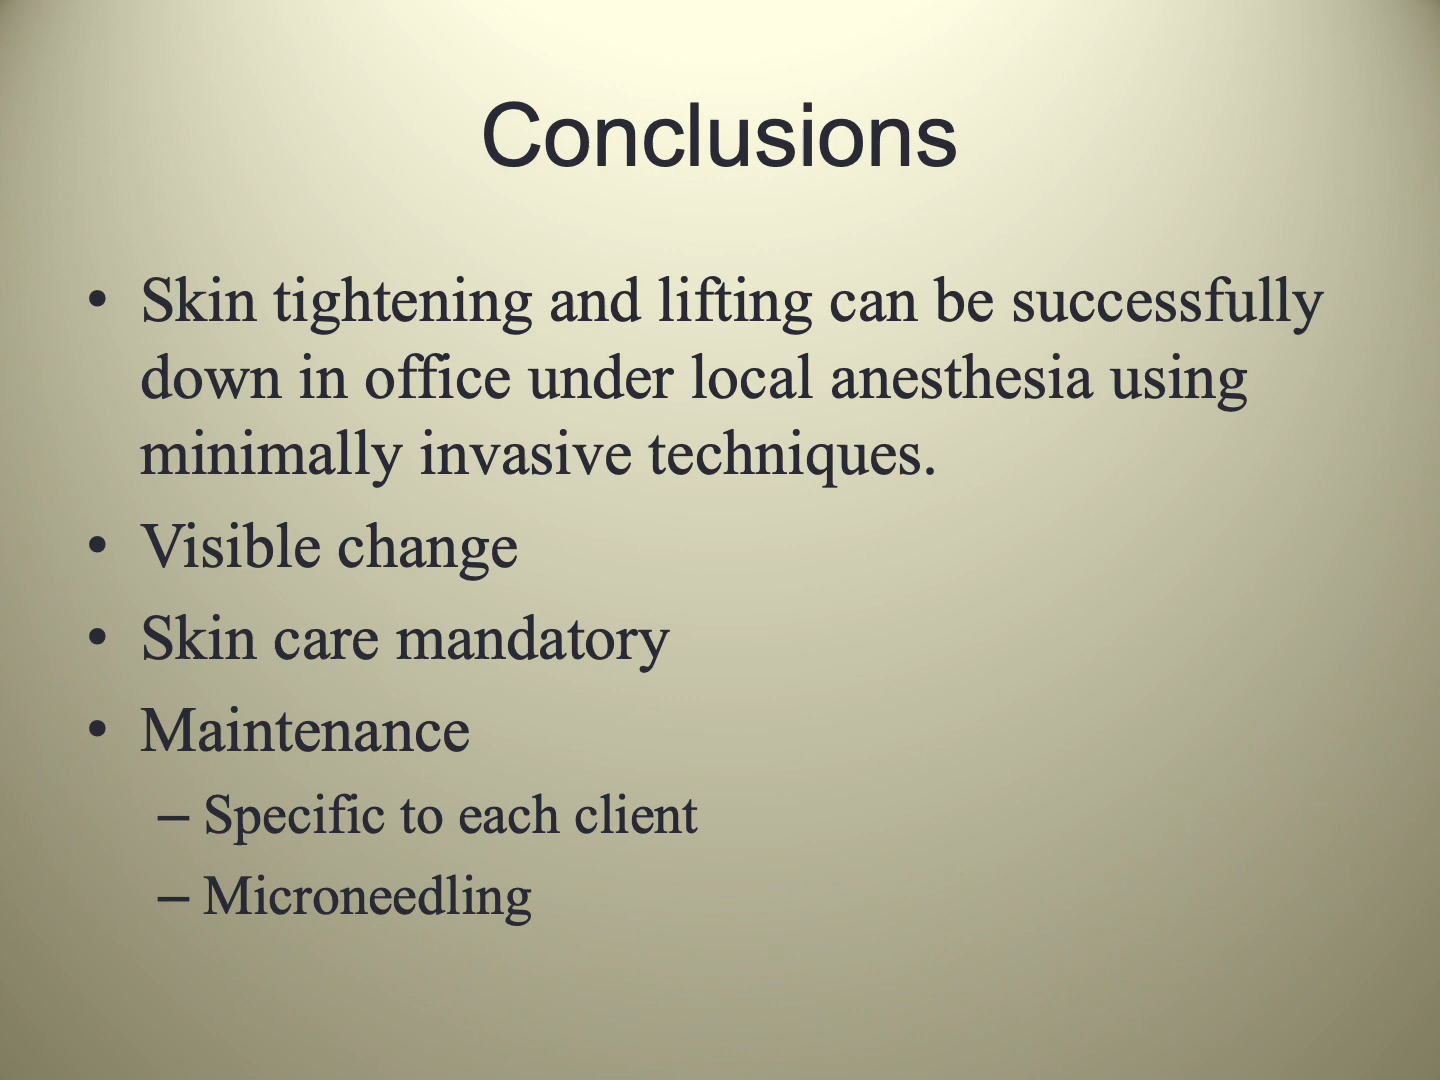 Conclusions
• Skin tightening and lifting can be successfully
down in office under local anesthesia using
minimally invasive techniques.
• Visible change
• Skin care mandatory
• Maintenance
– Specific to each client
– Microneedling